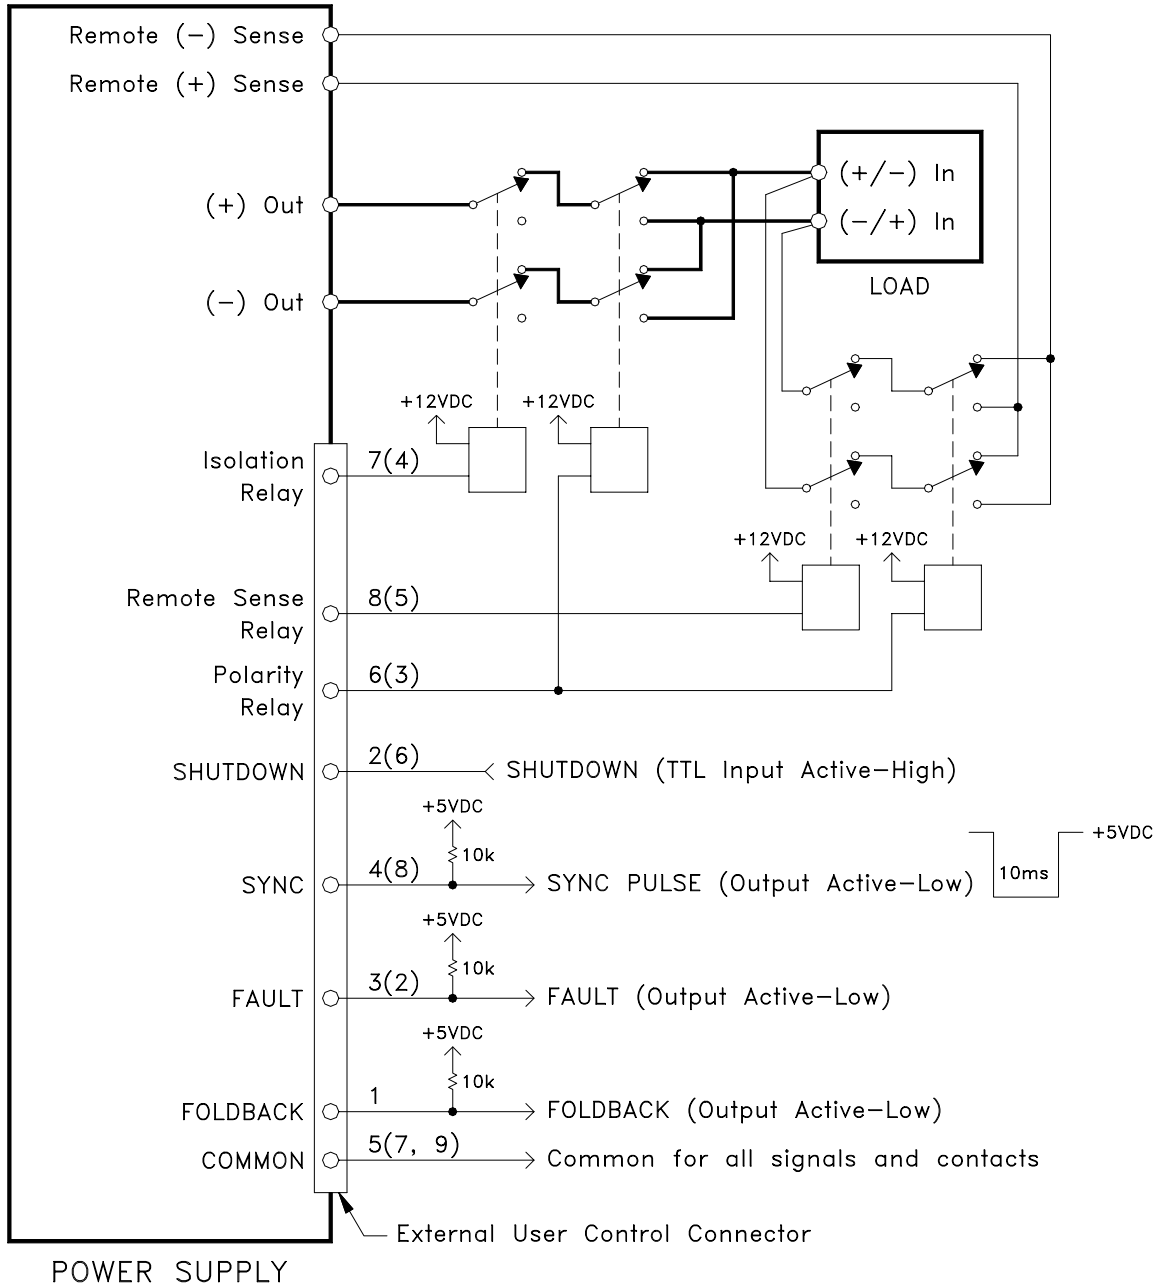 Remote (−) Sense
Remote (+) Sense
(+) Out
(−) Out
(+/−) In
(−/+) In
LOAD
+12VDC
+12VDC
Isolation
Relay
7(4)
+12VDC
+12VDC
Remote Sense
Relay
8(5)
Polarity
Relay
6(3)
SHUTDOWN
2(6)
SHUTDOWN (TTL Input Active−High)
+5VDC
10k
SYNC
4(8)
SYNC PULSE (Output Active−Low)
10ms
+5VDC
+5VDC
10k
FAULT
3(2)
FAULT (Output Active−Low)
+5VDC
10k
FOLDBACK
1
FOLDBACK (Output Active−Low)
COMMON
5(7, 9)
Common for all signals and contacts
External User Control Connector
POWER SUPPLY